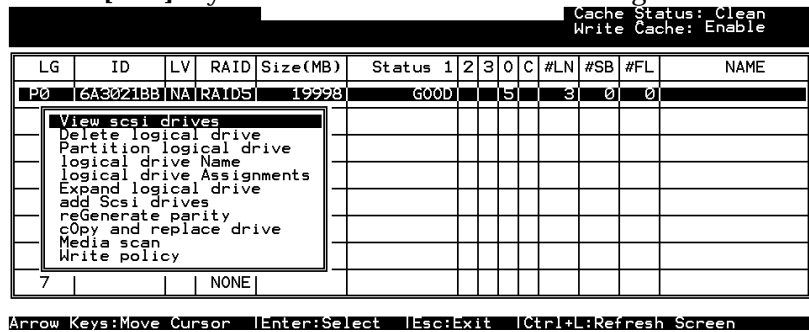 Cache Status: Clean
Write Cache: Enable
LG ID LV RAID Size(MB) Status 1 2 3 O C #LN #SB #FL NAME
P0 6A3021BB NA RAID5 19998 GOOD 5 3 0 0
View scsi drives
Delete logical drive
Partition logical drive
logical drive Name
logical drive Assignments
Expand logical drive
add Scsi drives
reGenerate parity
cOpy and replace drive
Media scan
Write policy
7 NONE
Arrow Keys:Move Cursor |Enter:Select |Esc:Exit |Ctrl+L:Refresh Screen